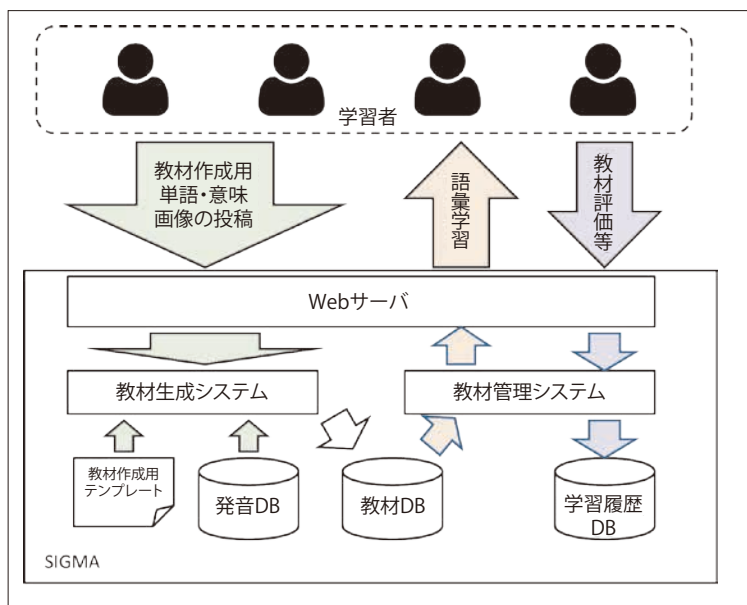 学習者
教材作成用
単語・意味
画像の投稿
語彙学習
教材評価等
Webサーバ
教材生成システム
教材管理システム
教材作成用
テンプレート
発音DB
教材DB
学習履歴
DB
SIGMA